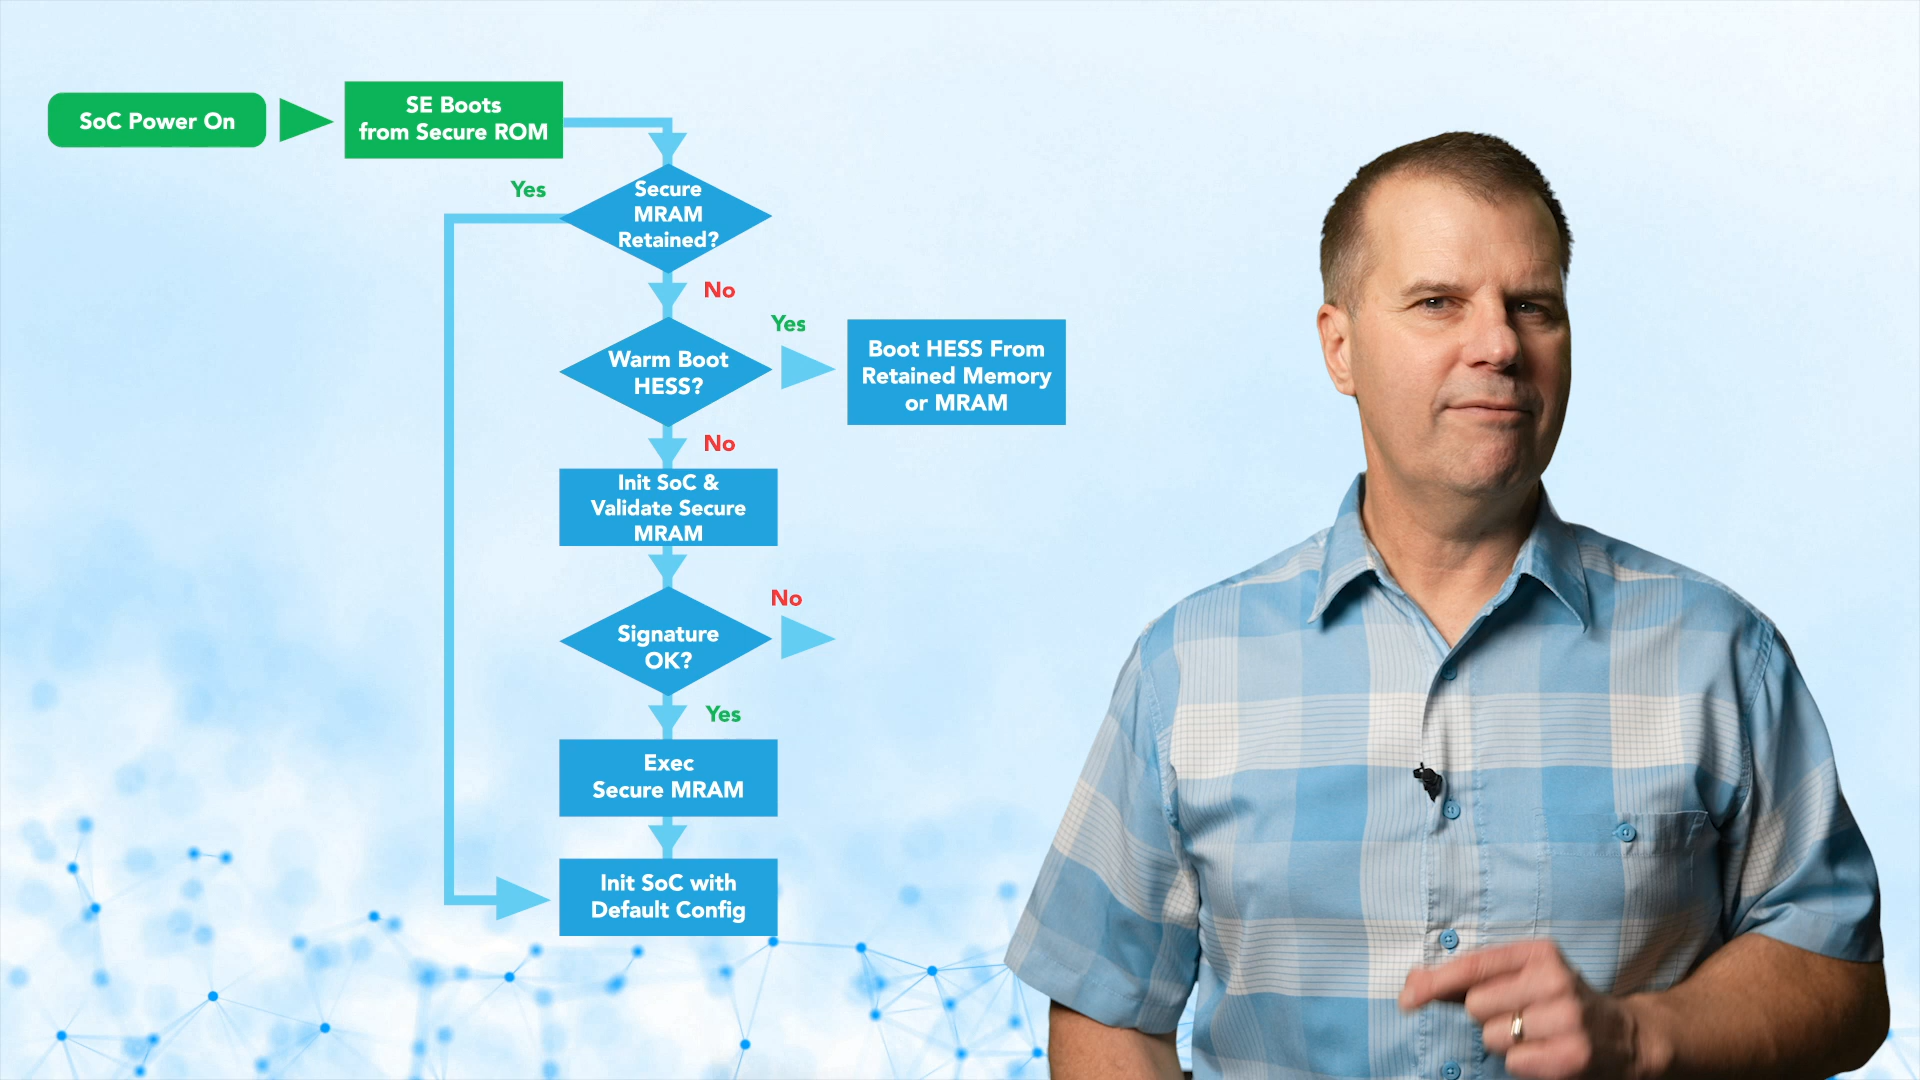 SoC Power On
SE Boots
from Secure ROM
Yes
Secure
MRAM
Retained?
No
Yes
Warm Boot
HESS?
Boot HESS From
Retained Memory
or MRAM
No
Init SoC &
Validate Secure
MRAM
No
Signature
OK?
Yes
Exec
Secure MRAM
Init SoC with
Default Config